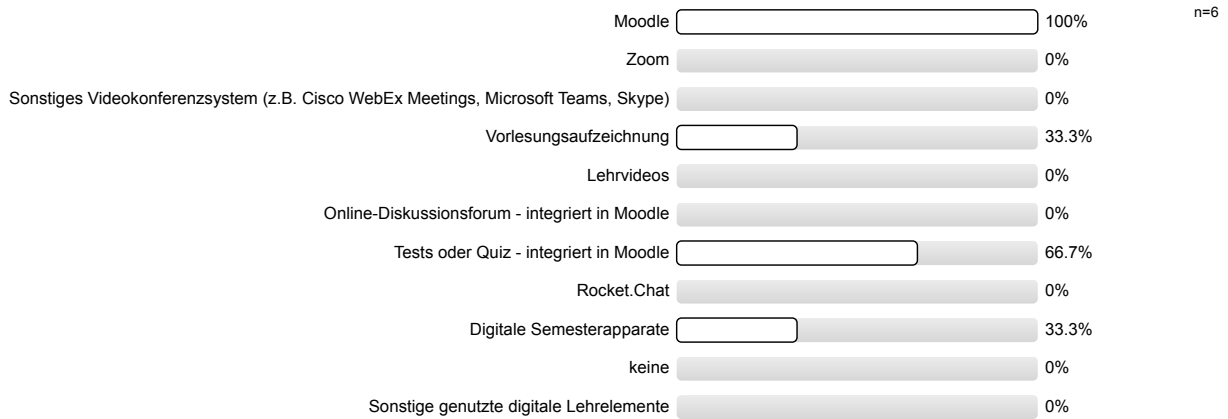 n=6
Moodle 100%
Zoom 0%
Sonstiges Videokonferenzsystem (z.B. Cisco WebEx Meetings, Microsoft Teams, Skype) 0%
Vorlesungsaufzeichnung 33.3%
Lehrvideos 0%
Online-Diskussionsforum - integriert in Moodle 0%
Tests oder Quiz - integriert in Moodle 66.7%
Rocket.Chat 0%
Digitale Semesterapparate 33.3%
keine 0%
Sonstige genutzte digitale Lehrelemente 0%